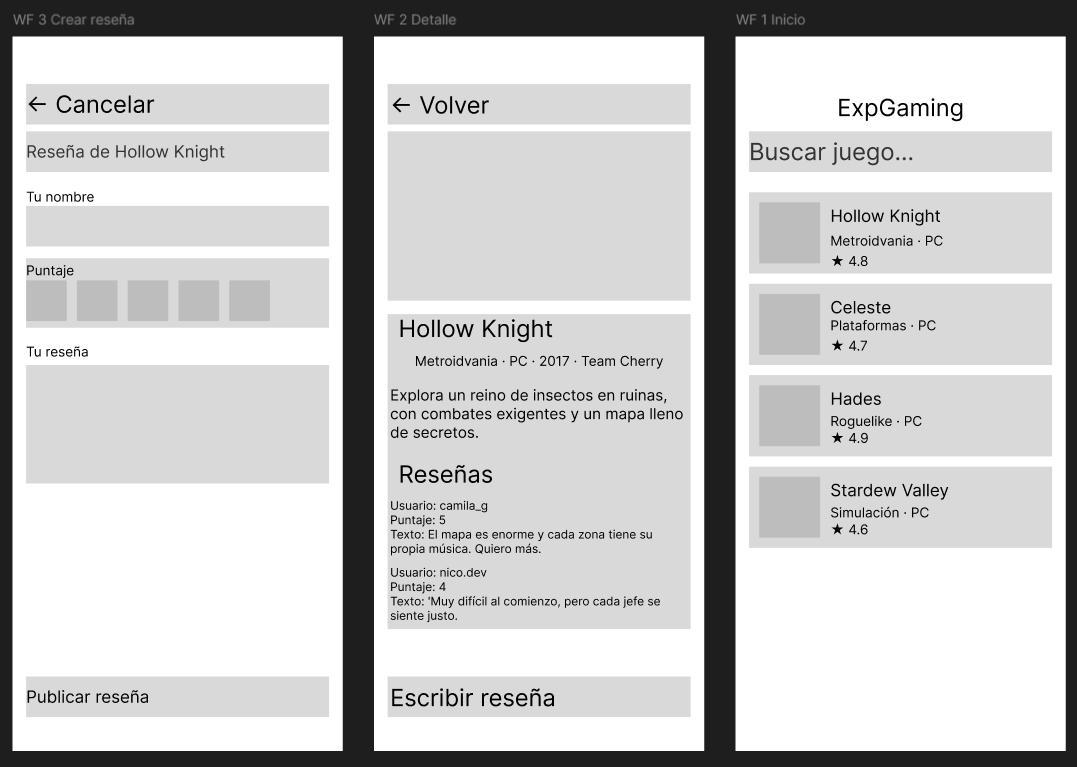 WF 3 Crear reseña
← Cancelar
Reseña de Hollow Knight
Tu nombre
Puntaje
Tu reseña
Publicar reseña
WF 2 Detalle
← Volver
Hollow Knight
Metroidvania · PC · 2017 · Team Cherry
Explora un reino de insectos en ruinas,
con combates exigentes y un mapa lleno
de secretos.
Reseñas
Usuario: camila_g
Puntaje: 5
Texto: El mapa es enorme y cada zona tiene su
propia música. Quiero más.
Usuario: nico.dev
Puntaje: 4
Texto: 'Muy difícil al comienzo, pero cada jefe se
siente justo.
Escribir reseña
WF 1 Inicio
ExpGaming
Buscar juego...
Hollow Knight
Metroidvania · PC
★ 4.8
Celeste
Plataformas · PC
★ 4.7
Hades
Roguelike · PC
★ 4.9
Stardew Valley
Simulación · PC
★ 4.6